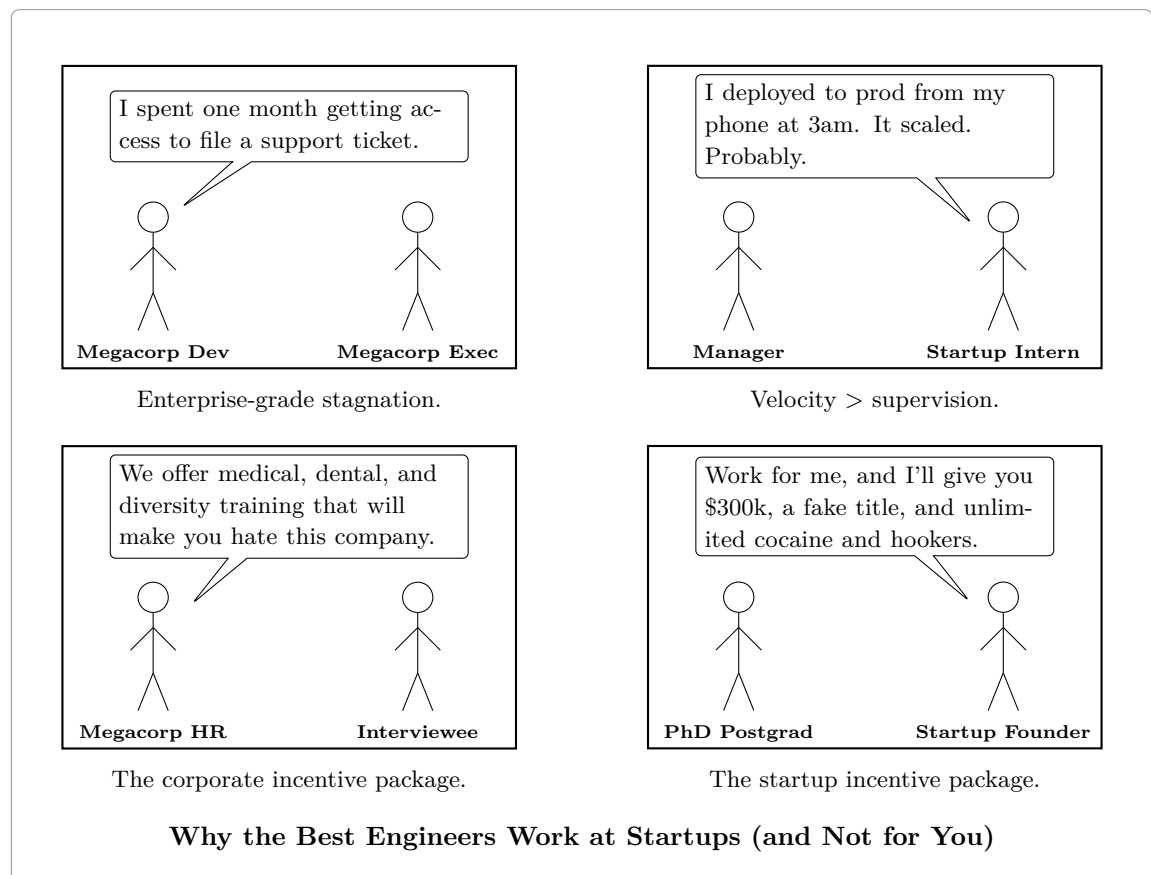 I spent one month getting ac-
cess to file a support ticket.
Megacorp Dev
Megacorp Exec
Enterprise-grade stagnation.
I deployed to prod from my
phone at 3am. It scaled.
Probably.
Manager
Startup Intern
Velocity > supervision.
We offer medical, dental, and
diversity training that will
make you hate this company.
Megacorp HR
Interviewee
The corporate incentive package.
Work for me, and I'll give you
$300k, a fake title, and unlim-
ited cocaine and hookers.
PhD Postgrad
Startup Founder
The startup incentive package.
Why the Best Engineers Work at Startups (and Not for You)